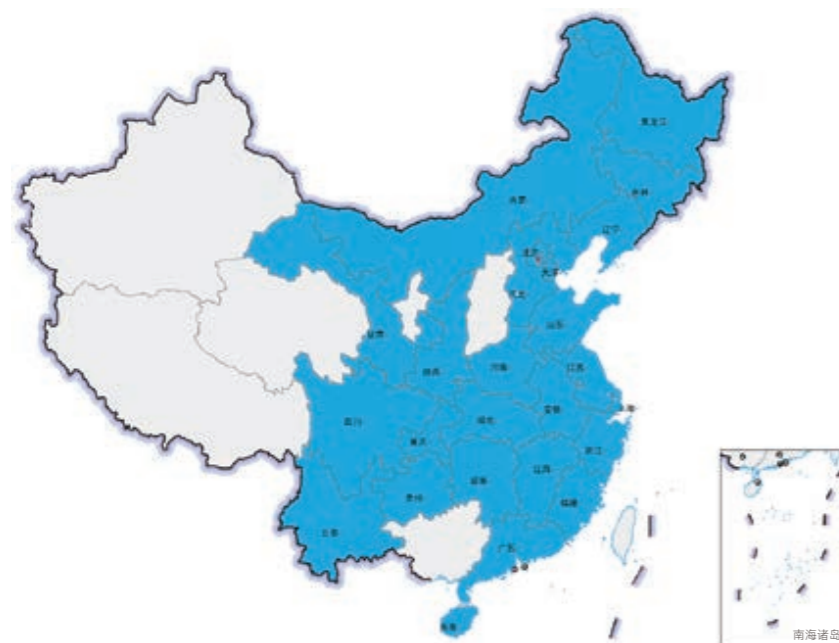 黑龙江
吉林
内蒙
辽宁
北京
天津
河北
山东
甘肃
陕西
河南
江苏
安徽
上海
四川
重庆
湖北
浙江
贵州
湖南
江西
福建
云南
广东
海南
南海诸岛